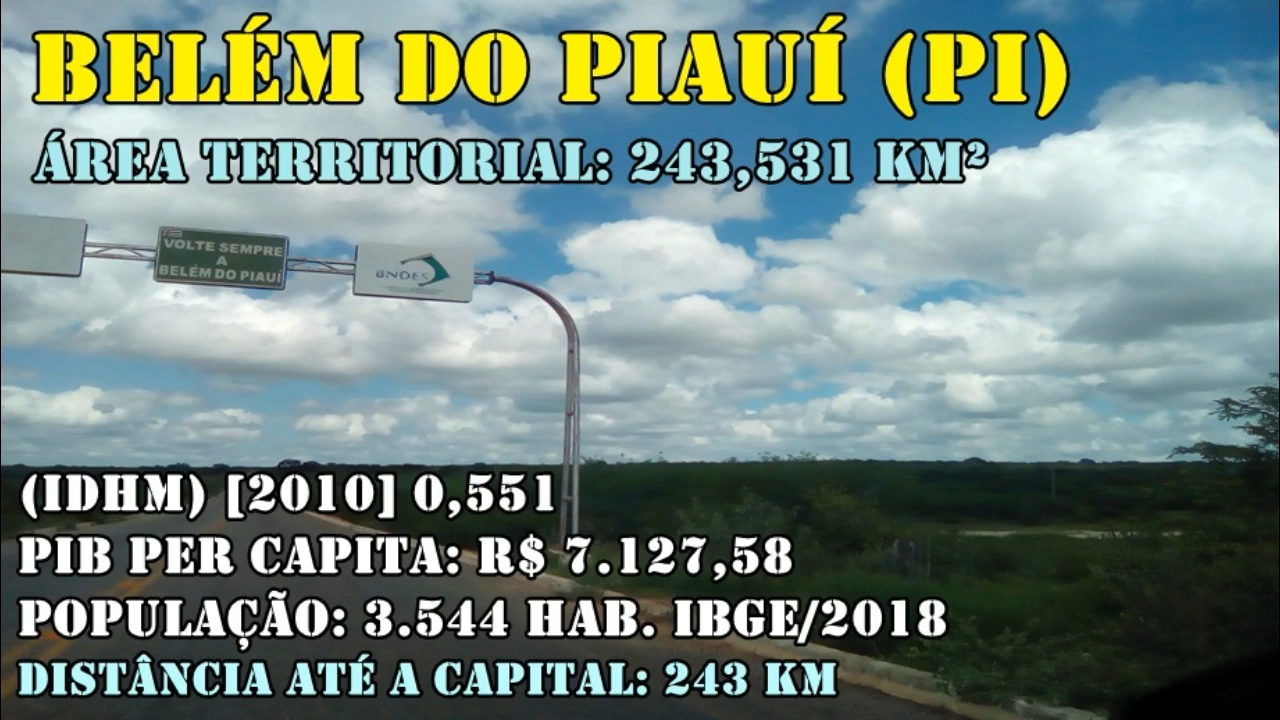 BELÉM DO PIAUÍ (PI)
ÁREA TERRITORIAL: 243,531 KM²
VOLTE SEMPRE
A
BELÉM DO PIAUÍ
BNDES
(IDHM) [2010] 0,551
PIB PER CAPITA: R$ 7.127,58
POPULAÇÃO: 3.544 HAB. IBGE/2018
DISTÂNCIA ATÉ A CAPITAL: 243 KM